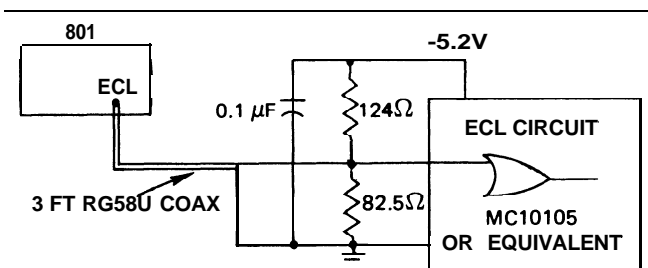 801
ECL
-5.2V
0.1 µF
124Ω
ECL CIRCUIT
3 FT RG58U COAX
82.5Ω
MC10105
OR EQUIVALENT